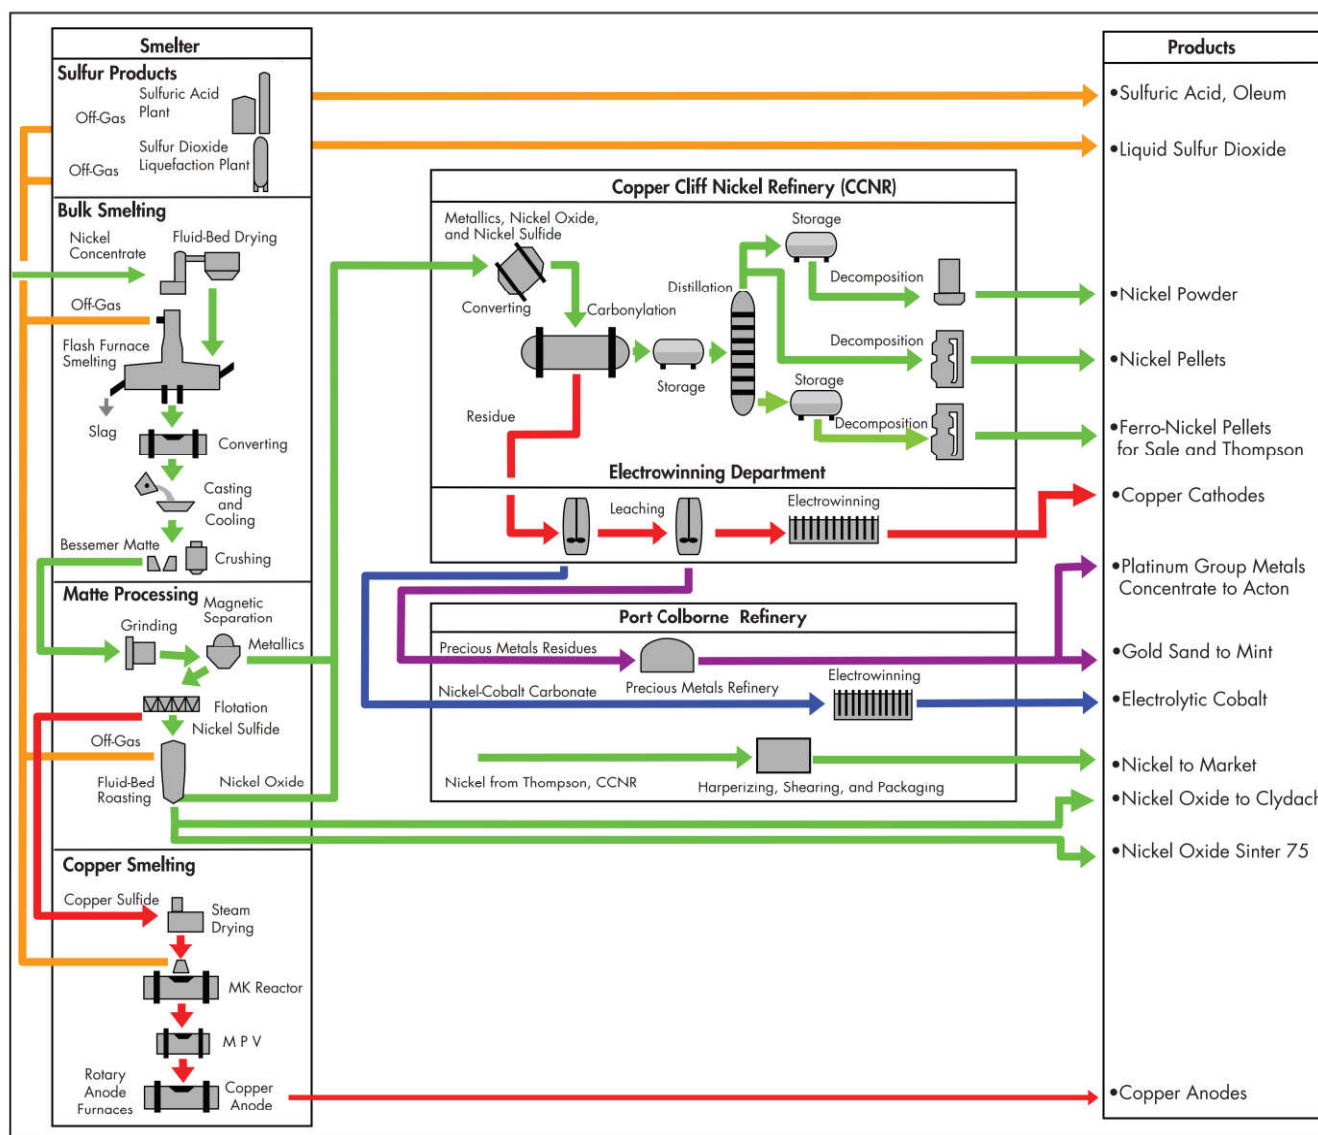 Smelter
Sulfur Products
Sulfuric Acid
Plant
Off-Gas
Sulfur Dioxide
Liquefaction Plant
Off-Gas
Bulk Smelting
Nickel
Concentrate
Fluid-Bed Drying
Off-Gas
Flash Furnace
Smelting
Slag
Converting
Casting
and
Cooling
Bessemer Matte
Crushing
Matte Processing
Magnetic
Separation
Grinding
Metallics
Flotation
Nickel Sulfide
Off-Gas
Fluid-Bed
Roasting
Nickel Oxide
Copper Smelting
Copper Sulfide
Steam
Drying
MK Reactor
M P V
Rotary
Anode
Furnaces
Copper
Anode
Copper Cliff Nickel Refinery (CCNR)
Metallics, Nickel Oxide,
and Nickel Sulfide
Storage
Converting
Carbonylation
Distillation
Decomposition
Storage
Decomposition
Storage
Decomposition
Residue
Electrowinning Department
Leaching
Electrowinning
Port Colborne Refinery
Precious Metals Residues
Precious Metals Refinery
Electrowinning
Nickel-Cobalt Carbonate
Nickel from Thompson, CCNR
Harperizing, Shearing, and Packaging
Products
•Sulfuric Acid, Oleum
•Liquid Sulfur Dioxide
•Nickel Powder
•Nickel Pellets
•Ferro-Nickel Pellets
for Sale and Thompson
•Copper Cathodes
•Platinum Group Metals
Concentrate to Acton
•Gold Sand to Mint
•Electrolytic Cobalt
•Nickel to Market
•Nickel Oxide to Clydach
•Nickel Oxide Sinter 75
•Copper Anodes